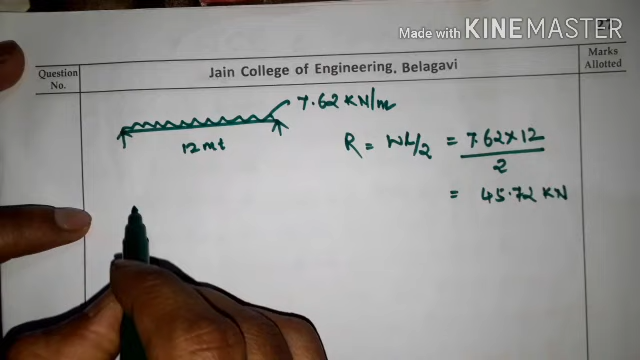 Made with KINEMASTER
Question No.
Jain College of Engineering, Belagavi
Marks Allotted
7.62 KN/m
12 mt
R = WL/2 = 7.62×12
2
= 45.72 KN